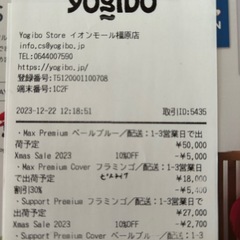 yogibo
Yogibo Store イオンモール橿原店
info.cs@yogibo.jp
TEL:0644007590
https://yogibo.jp/
登録番号:T5120001100708
端末番号:1C2F
2023-12-22 12:18:51 取引ID:5435
・Max Premium ペールブルー／配送：1-3営業日で出
荷予定 ¥50,000
Xmas Sale 2023 10%OFF -¥5,000
・Max Premium Cover フラミンゴ／配送：1-3営業
日で出荷予定 ¥18,000
割引30% -¥5,400
・Support Premium フラミンゴ／配送：1-3営業日で
出荷予定 ¥27,000
Xmas Sale 2023 10%OFF -¥2,700
・Support Premium Cover ペールブルー／